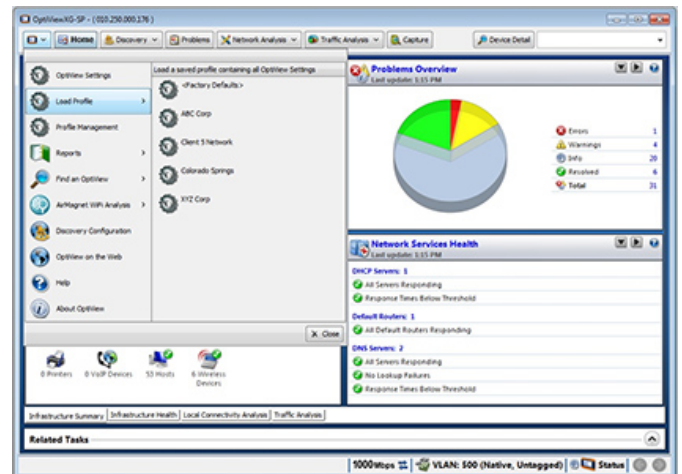 OptiViewXG-SP - ( 010.250.000.176 )
Home
Discovery
Problems
Network Analysis
Traffic Analysis
Capture
Device Detail
OptiView Settings
Load Profile
Profile Management
Reports
Find an OptiView
AirMagnet WiFi Analysis
Discovery Configuration
OptiView on the Web
Help
About OptiView
Load a saved profile containing all OptiView Settings
<Factory Defaults>
ABC Corp
Client 5 Network
Colorado Springs
XYZ Corp
Close
0 Printers
0 VoIP Devices
53 Hosts
6 Wireless Devices
Problems Overview
Last update: 1:15 PM
Errors 1
Warnings 4
Info 20
Resolved 6
Total 31
Network Services Health
Last update: 1:15 PM
DHCP Servers: 1
All Servers Responding
Response Times Below Threshold
Default Routers: 1
All Default Routers Responding
DNS Servers: 2
All Servers Responding
No Lookup Failures
Response Times Below Threshold
Infrastructure Summary
Infrastructure Health
Local Connectivity Analysis
Traffic Analysis
Related Tasks
1000Mbps
VLAN: 500 (Native, Untagged)
Status